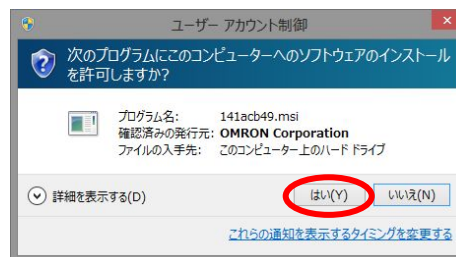 ユーザー アカウント制御
次のプログラムにこのコンピューターへのソフトウェアのインストール
を許可しますか?
プログラム名: 141acb49.msi
確認済みの発行元: OMRON Corporation
ファイルの入手先: このコンピューター上のハード ドライブ
詳細を表示する(D)
はい(Y)
いいえ(N)
これらの通知を表示するタイミングを変更する